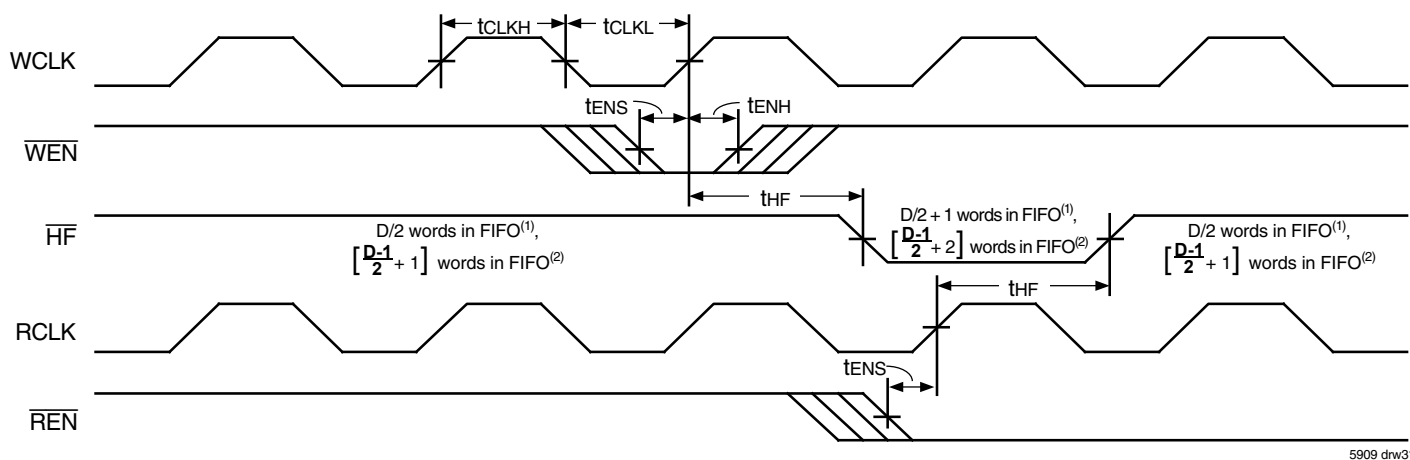 tCLKH tCLKL
WCLK
tENS tENH
WEN
tHF
HF
D/2 words in FIFO(1),
[D-1/2 + 1] words in FIFO(2)
D/2 + 1 words in FIFO(1),
[D-1/2 + 2] words in FIFO(2)
D/2 words in FIFO(1),
[D-1/2 + 1] words in FIFO(2)
tHF
RCLK
tENS
REN
5909 drw3